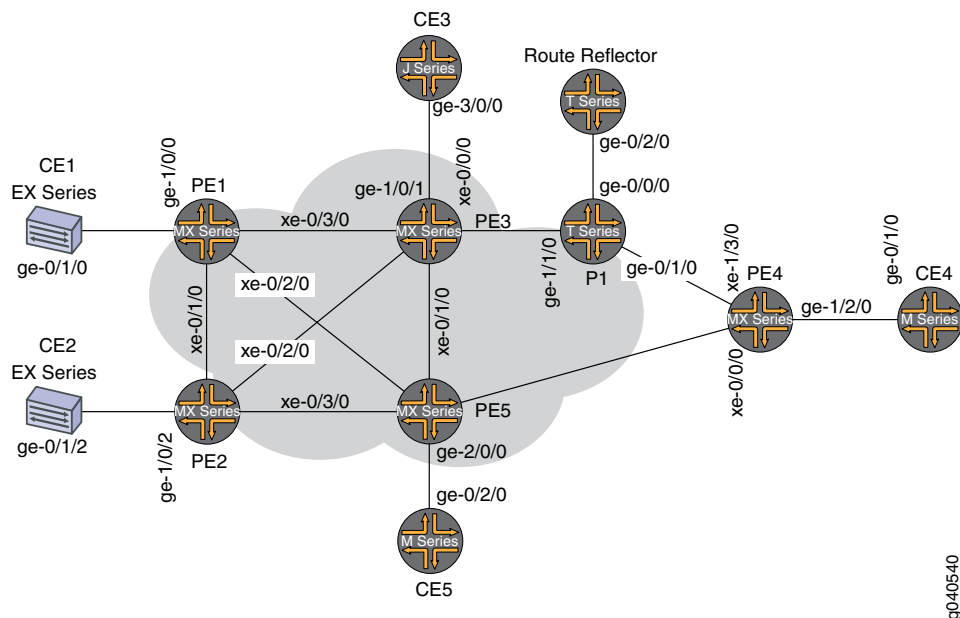 CE3
J Series
ge-3/0/0
Route Reflector
T Series
ge-0/2/0
CE1
EX Series
ge-0/1/0
ge-1/0/0
PE1
MX Series
xe-0/3/0
ge-1/0/1
xe-0/0/0
MX Series
PE3
ge-0/0/0
T Series
P1
ge-1/1/0
ge-0/1/0
xe-1/3/0
PE4
MX Series
xe-0/0/0
ge-1/2/0
ge-0/1/0
CE4
M Series
xe-0/1/0
xe-0/2/0
xe-0/2/0
xe-0/1/0
CE2
EX Series
ge-0/1/2
ge-1/0/2
MX Series
PE2
xe-0/3/0
MX Series
PE5
ge-2/0/0
ge-0/2/0
M Series
CE5
g040540